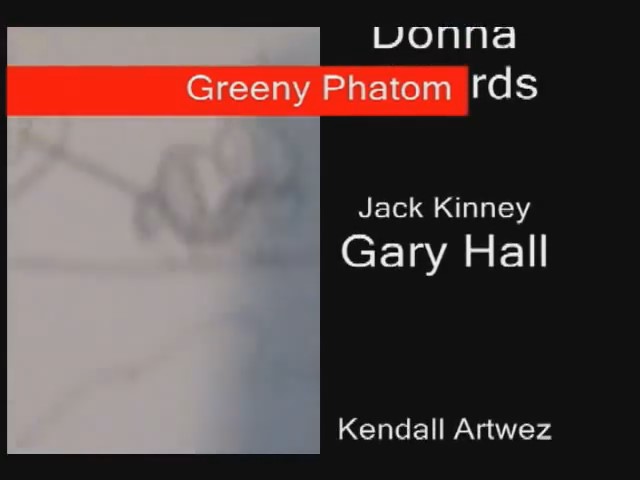 Donna
Greeny Phatom
rds
Jack Kinney
Gary Hall
Kendall Artwez